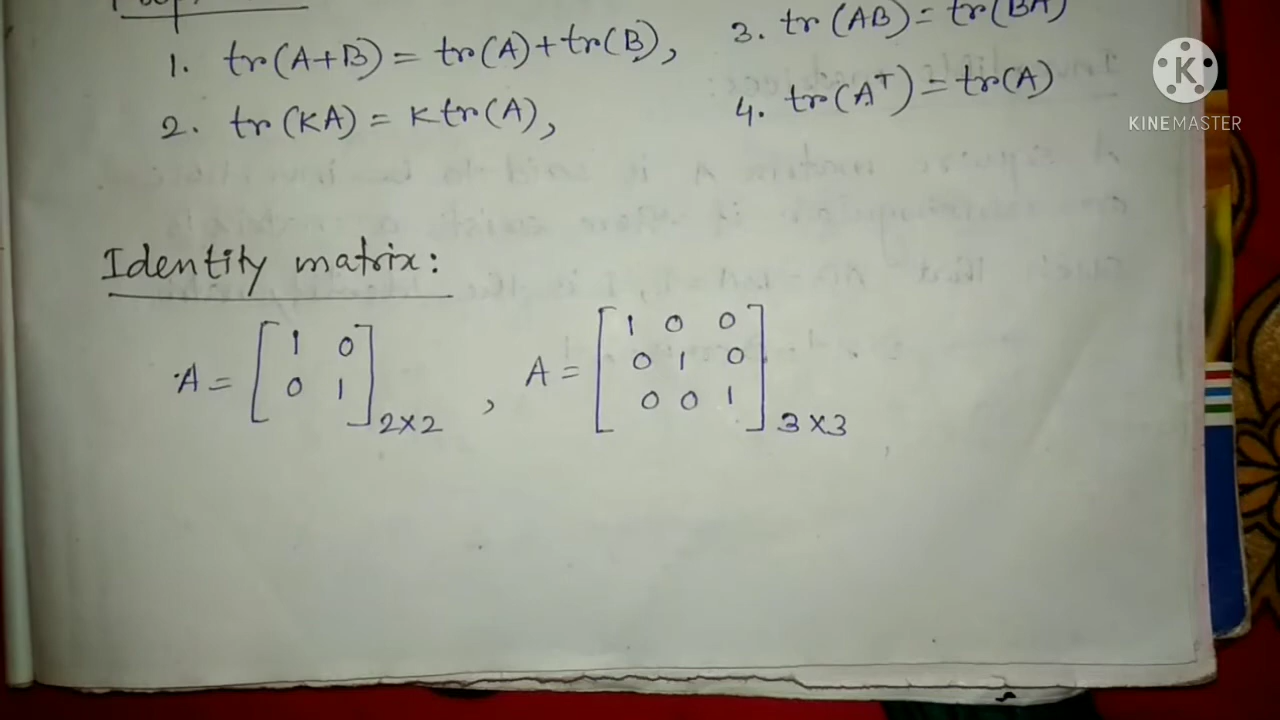 1. tr(A+B) = tr(A)+tr(B), 3. tr(AB) = tr(BA)
2. tr(KA) = K tr(A), 4. tr(Aᵀ) = tr(A)
KINEMASTER
Identity matrix:
A = [1 0; 0 1]2×2 , A = [1 0 0; 0 1 0; 0 0 1]3×3